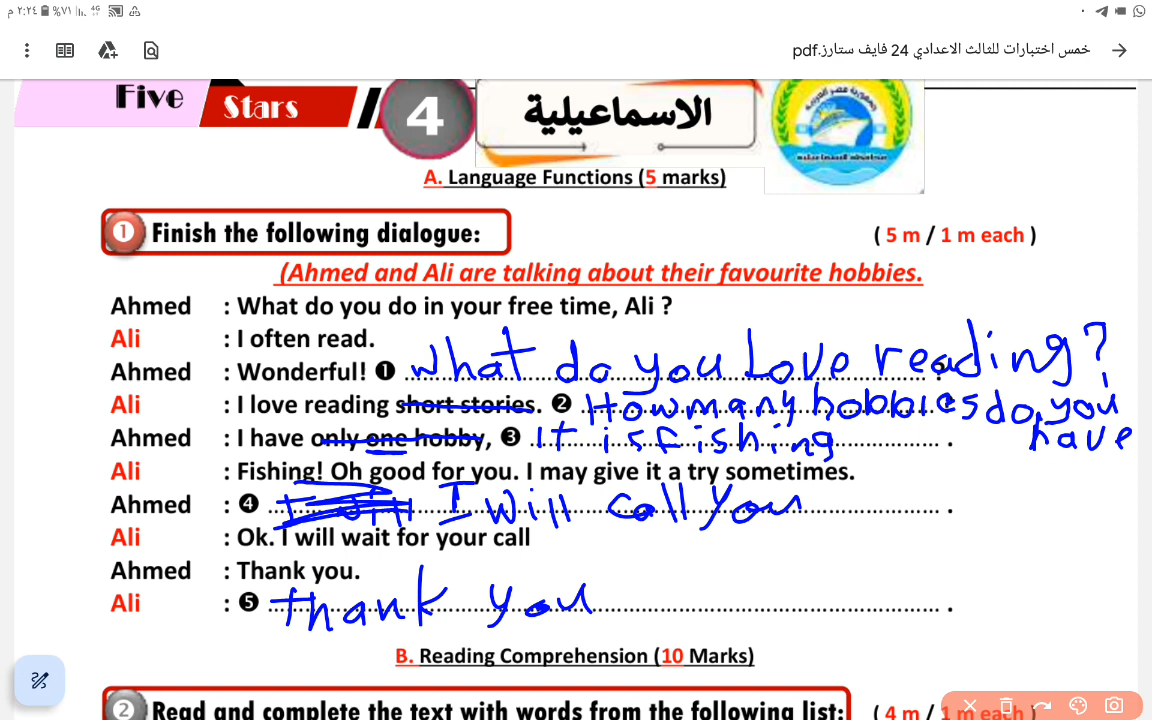 م ٢:٢٤ %٧١ 4G
خمس اختبارات للثالث الاعدادي 24 فايف ستارز.pdf
Five Stars 4 الاسماعيلية
A. Language Functions (5 marks)
❶ Finish the following dialogue: ( 5 m / 1 m each )
(Ahmed and Ali are talking about their favourite hobbies.
Ahmed : What do you do in your free time, Ali ?
Ali : I often read.
Ahmed : Wonderful! ❶ What do you love reading? ?
Ali : I love reading short stories. ❷ How many hobbies do you have
Ahmed : I have only one hobby, ❸ It is fishing .
Ali : Fishing! Oh good for you. I may give it a try sometimes.
Ahmed : ❹ I will call you .
Ali : Ok. I will wait for your call
Ahmed : Thank you.
Ali : ❺ thank you .
B. Reading Comprehension (10 Marks)
2 Read and complete the text with words from the following list: ( 4 m / 1 m each )